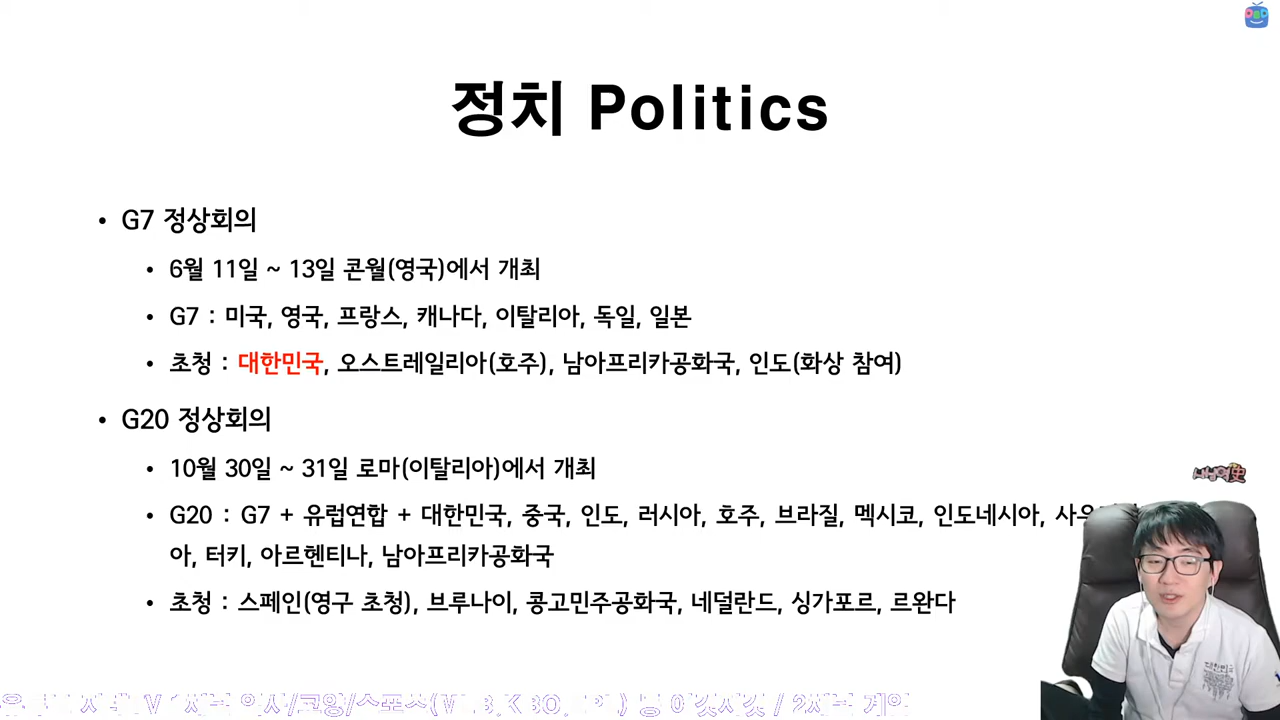 정치 Politics
• G7 정상회의
• 6월 11일 ~ 13일 콘월(영국)에서 개최
• G7 : 미국, 영국, 프랑스, 캐나다, 이탈리아, 독일, 일본
• 초청 : 대한민국, 오스트레일리아(호주), 남아프리카공화국, 인도(화상 참여)
• G20 정상회의
• 10월 30일 ~ 31일 로마(이탈리아)에서 개최
• G20 : G7 + 유럽연합 + 대한민국, 중국, 인도, 러시아, 호주, 브라질, 멕시코, 인도네시아,
아, 터키, 아르헨티나, 남아프리카공화국
• 초청 : 스페인(영구 초청), 브루나이, 콩고민주공화국, 네덜란드, 싱가포르, 르완다